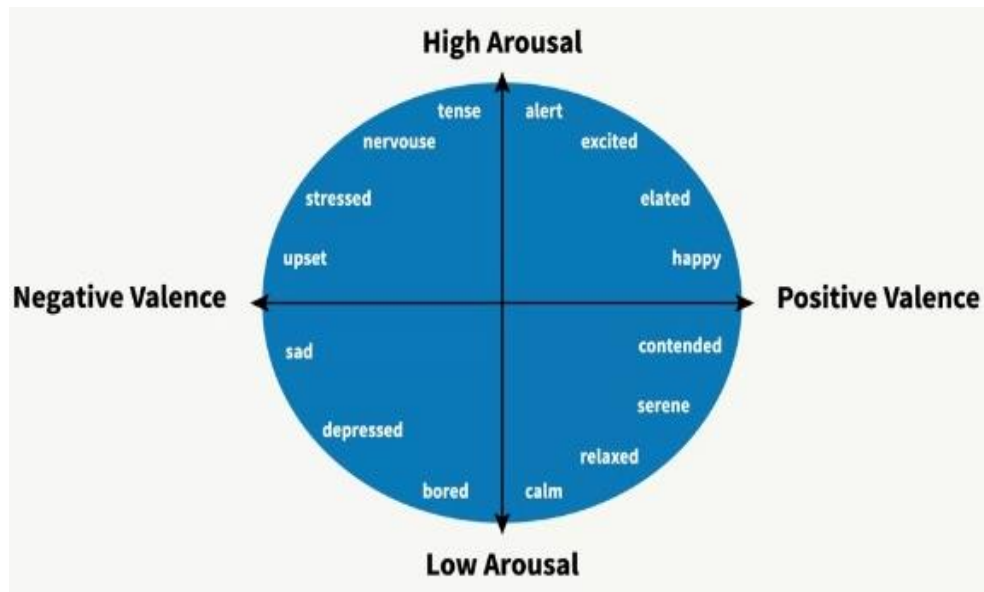 High Arousal
tense alert
nervouse excited
stressed elated
upset happy
Negative Valence Positive Valence
sad contended
depressed serene
relaxed
bored calm
Low Arousal